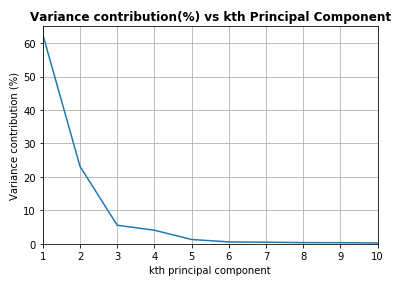 Variance contribution(%) vs kth Principal Component
60
50
40
30
20
10
0
Variance contribution (%)
1 2 3 4 5 6 7 8 9 10
kth principal component